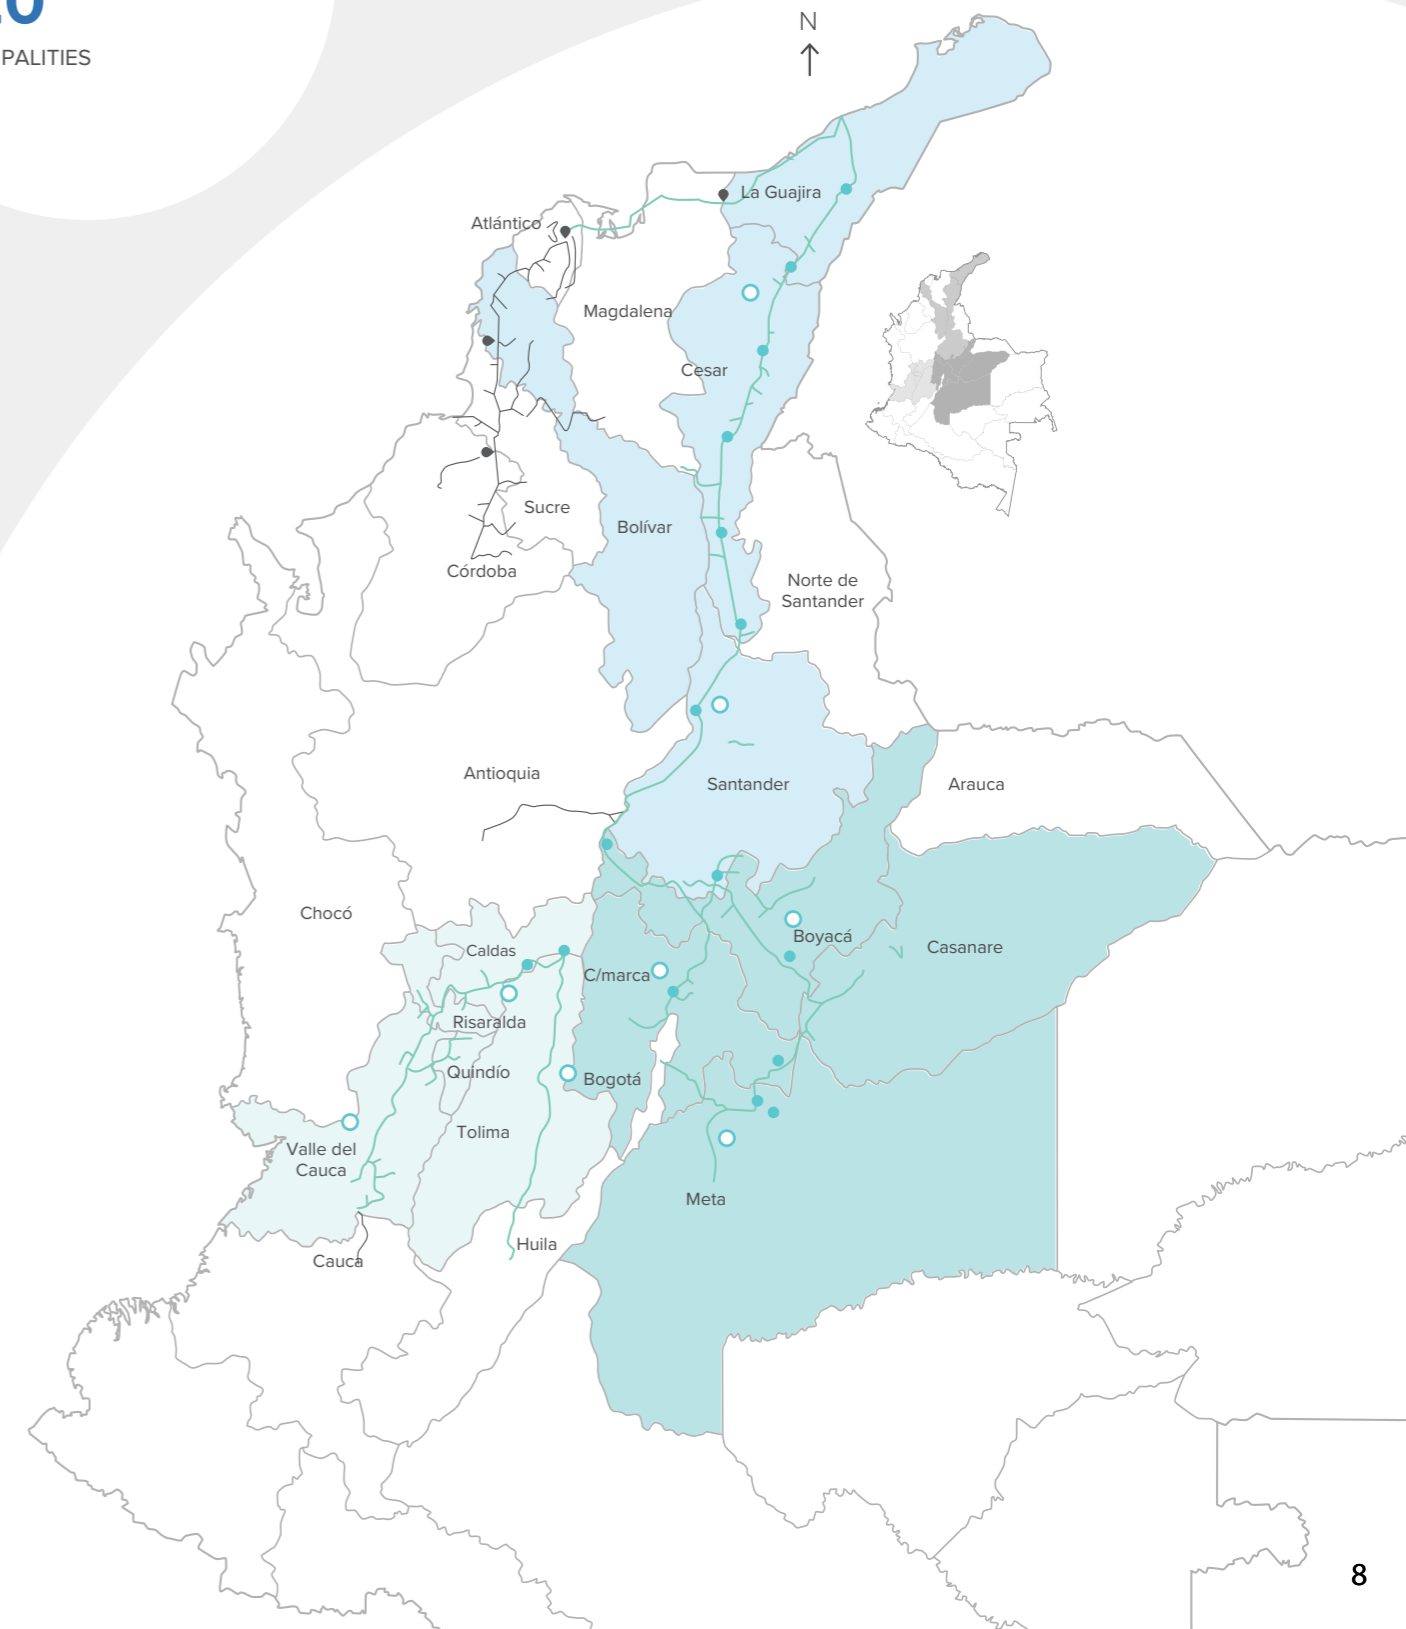 PALITIES
N
La Guajira
Atlántico
Magdalena
Cesar
Sucre
Bolívar
Córdoba
Norte de
Santander
Antioquia
Santander
Arauca
Chocó
Caldas
Boyacá
Casanare
C/marca
Risaralda
Quindío
Bogotá
Tolima
Valle del
Cauca
Meta
Huila
Cauca
8